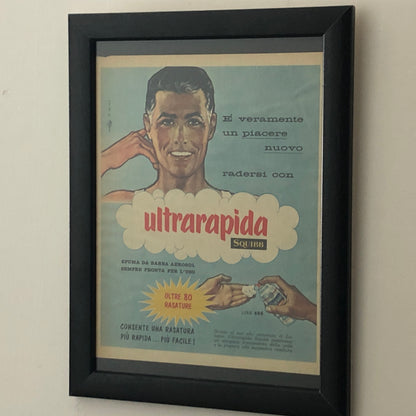 È veramente
un piacere
nuovo
radersi con
ultrarapida
SQUIBB
SPUMA DA BARBA AEROSOL
SEMPRE PRONTA PER L'USO
OLTRE 80
RASATURE
LIRE
CONSENTE UNA RASATURA
PIÙ RAPIDA ... PIÙ FACILE!